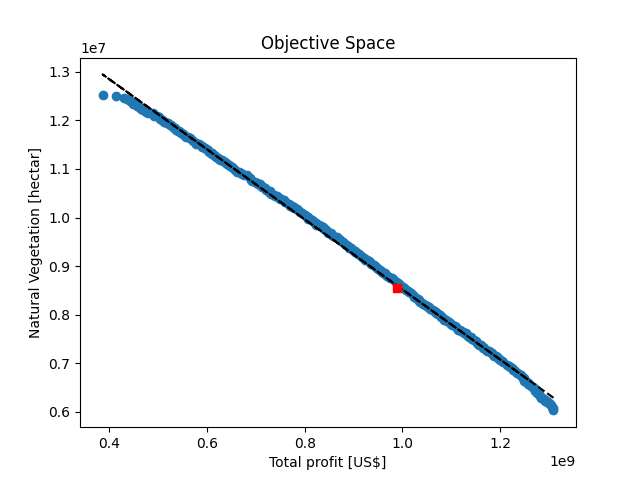 Objective Space
1e7
1.3
1.2
1.1
1.0
0.9
0.8
0.7
0.6
Natural Vegetation [hectar]
0.4 0.6 0.8 1.0 1.2
1e9
Total profit [US$]